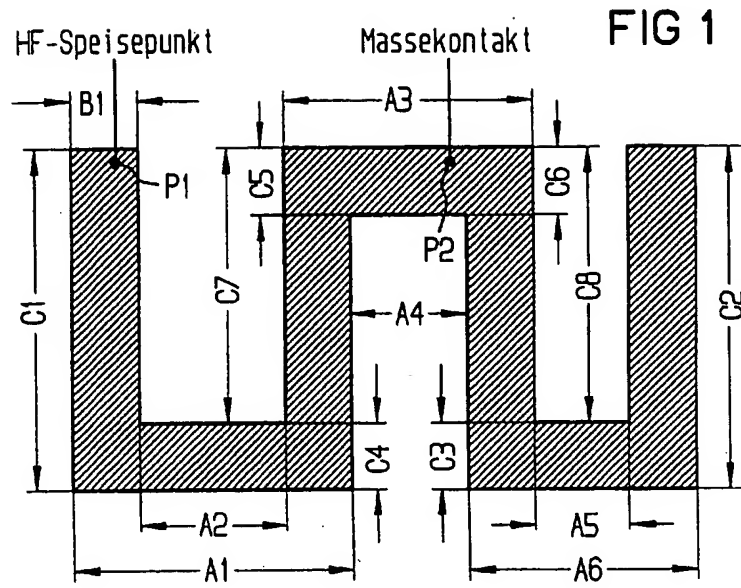 FIG 1
HF-Speisepunkt
Massekontakt
B1
A3
P1
C5
C6
P2
C1
C7
A4
C8
C2
C4
C3
A2
A5
A1
A6